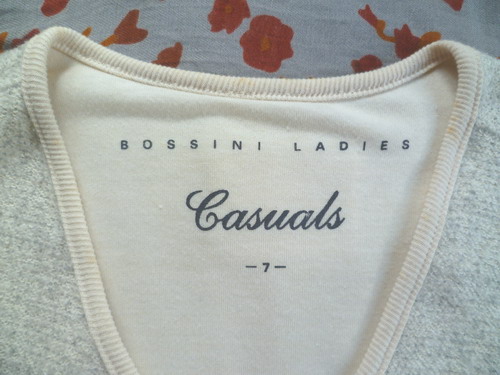 BOSSINI LADIES
Casuals
-7-